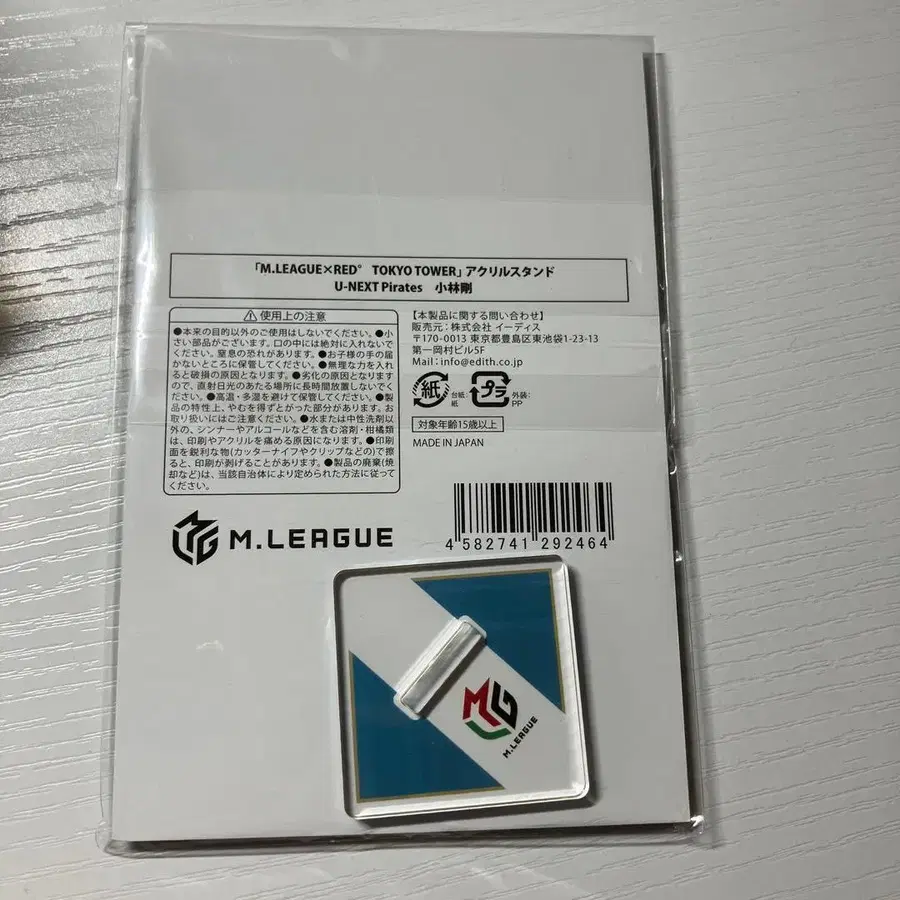 「M.LEAGUE×RED° TOKYO TOWER」アクリルスタンド
U-NEXT Pirates 小林剛
⚠使用上の注意
●本来の目的以外のご使用はしないでください。●小
さい部品がございます。口の中には絶対に入れないで
ください。窒息の恐れがあります。●お子様の手の届
かないところに保管してください。●無理な力を入れ
ると破損の原因となります。●劣化の原因となります
ので、直射日光のあたる場所に長時間放置しないでく
ださい。●高温・多湿を避けて保管してください。●製
品の特性上、やむを得ずとがった部分があります。お
取り扱いにはご注意ください。●水または中性洗剤以
外の、シンナーやアルコールなどを含む溶剤・柑橘類
は、印刷やアクリルを痛める原因になります。●印刷
面を鋭利な物(カッターナイフやクリップなどの)で擦
ると、印刷が剥げることがあります。●製品の廃棄(焼
却など)は、当該自治体により定められた方法に従って
ください。
【本製品に関する問い合わせ】
販売元:株式会社 イーディス
〒170-0013 東京都豊島区東池袋1-23-13
第一岡村ビル5F
Mail:info@edith.co.jp
紙 台紙:紙 プラ 外装:PP
対象年齢15歳以上
MADE IN JAPAN
M.LEAGUE
4 582741 292464
M.LEAGUE